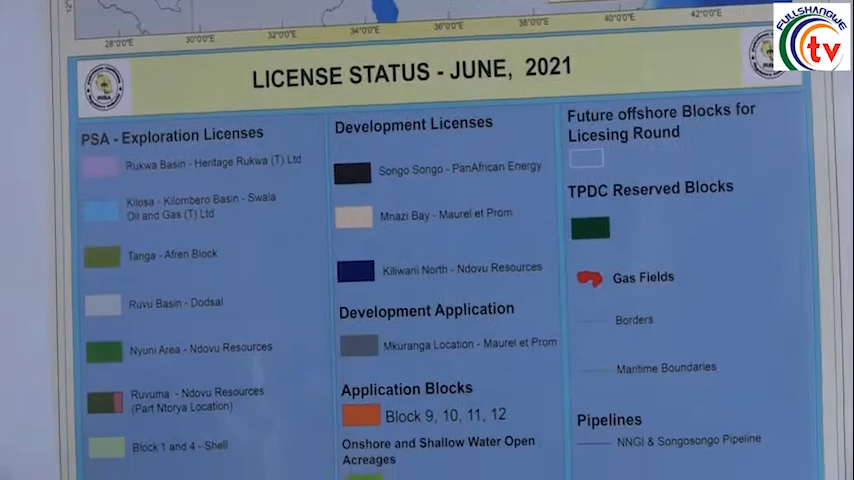 28°0'0"E 30°0'0"E 32°0'0"E 34°0'0"E 36°0'0"E 38°0'0"E 40°0'0"E 42°0'0"E
FULLSHANGWE
tv
LICENSE STATUS - JUNE, 2021
PSA - Exploration Licenses
Rukwa Basin - Heritage Rukwa (T) Ltd
Kilosa - Kilombero Basin - Swala
Oil and Gas (T) Ltd
Tanga - Afren Block
Ruvu Basin - Dodsal
Nyuni Area - Ndovu Resources
Ruvuma - Ndovu Resources
(Part Ntorya Location)
Block 1 and 4 - Shell
Development Licenses
Songo Songo - PanAfrican Energy
Mnazi Bay - Maurel et Prom
Kiliwani North - Ndovu Resources
Development Application
Mkuranga Location - Maurel et Prom
Application Blocks
Block 9, 10, 11, 12
Onshore and Shallow Water Open
Acreages
Future offshore Blocks for
Licesing Round
TPDC Reserved Blocks
Gas Fields
Borders
Maritime Boundaries
Pipelines
NNGI & Songosongo Pipeline